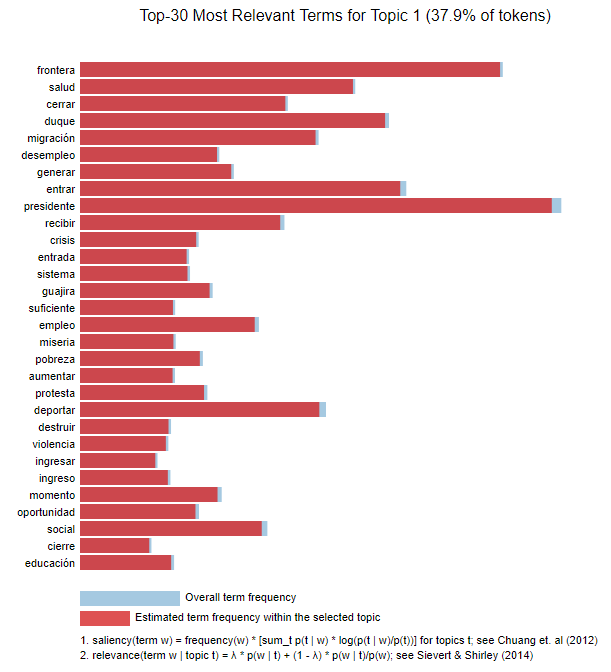 Top-30 Most Relevant Terms for Topic 1 (37.9% of tokens)
frontera
salud
cerrar
duque
migración
desempleo
generar
entrar
presidente
recibir
crisis
entrada
sistema
guajira
suficiente
empleo
miseria
pobreza
aumentar
protesta
deportar
destruir
violencia
ingresar
ingreso
momento
oportunidad
social
cierre
educación
Overall term frequency
Estimated term frequency within the selected topic
1. saliency(term w) = frequency(w) * [sum_t p(t | w) * log(p(t | w)/p(t))] for topics t; see Chuang et. al (2012)
2. relevance(term w | topic t) = λ * p(w | t) + (1 - λ) * p(w | t)/p(w); see Sievert & Shirley (2014)